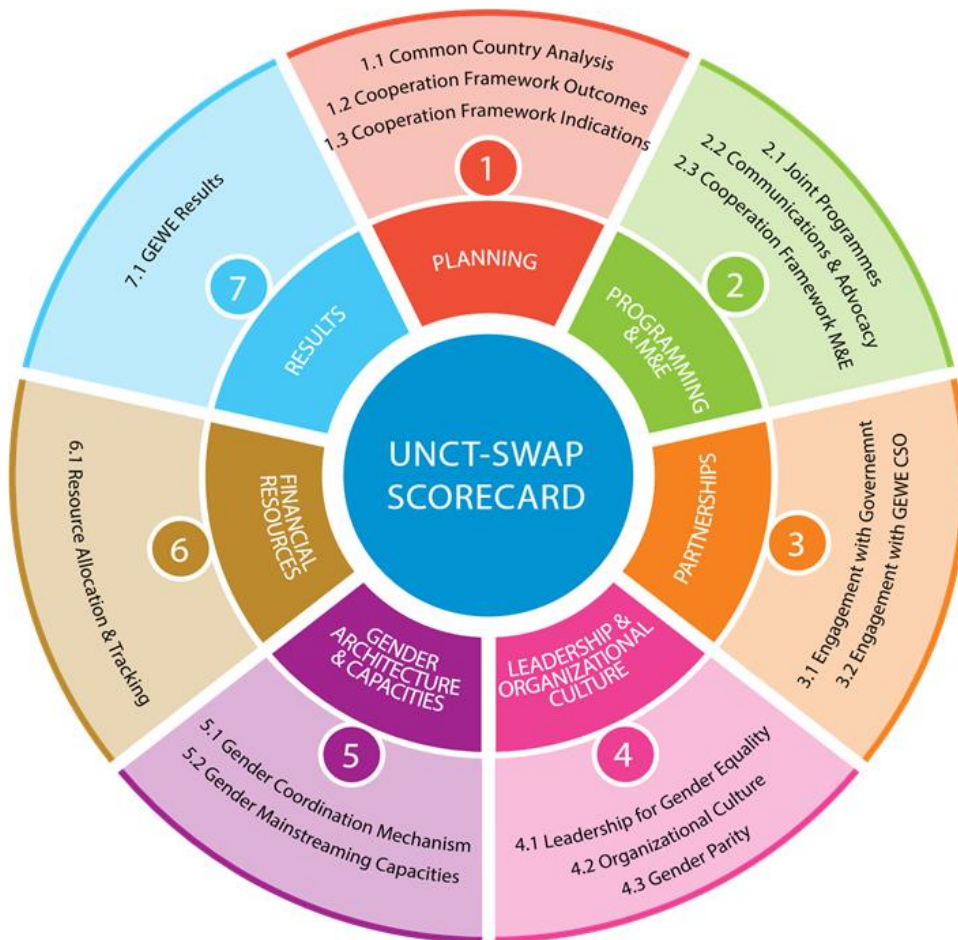 UNCT-SWAP
SCORECARD
1.1 Common Country Analysis
1.2 Cooperation Framework Outcomes
1.3 Cooperation Framework Indications
1
PLANNING
2.1 Joint Programmes
2.2 Communications & Advocacy
2.3 Cooperation Framework M&E
2
PROGRAMMING
& M&E
3.1 Engagement with Governemnt
3.2 Engagement with GEWE CSO
3
PARTNERSHIPS
4.1 Leadership for Gender Equality
4.2 Organizational Culture
4.3 Gender Parity
4
LEADERSHIP &
ORGANIZATIONAL
CULTURE
5.1 Gender Coordination Mechanism
5.2 Gender Mainstreaming Capacities
5
GENDER
ARCHITECTURE
& CAPACITIES
6.1 Resource Allocation & Tracking
6
FINANCIAL
RESOURCES
7.1 GEWE Results
7
RESULTS